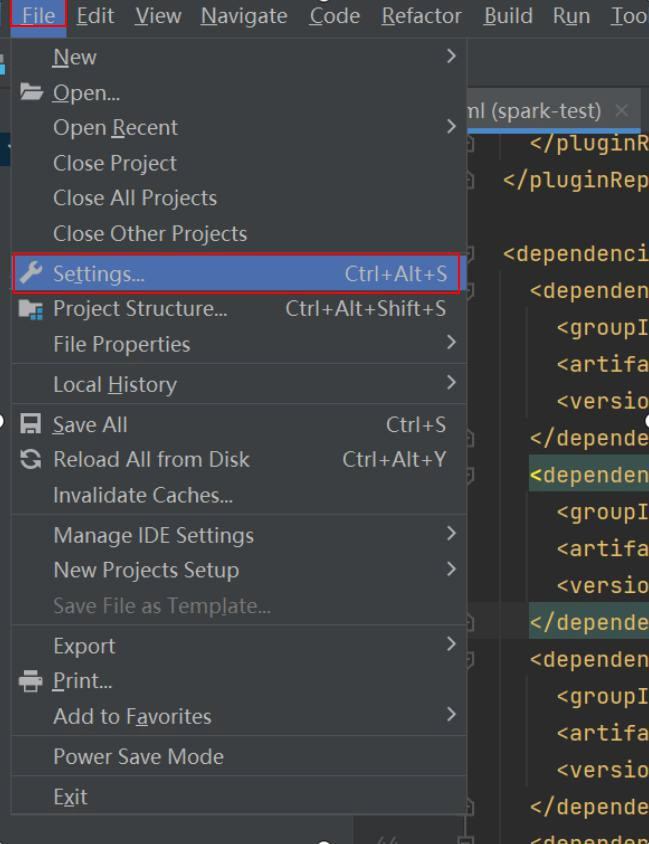 File Edit View Navigate Code Refactor Build Run Too
New
Open...
Open Recent
Close Project
Close All Projects
Close Other Projects
Settings... Ctrl+Alt+S
Project Structure... Ctrl+Alt+Shift+S
File Properties
Local History
Save All Ctrl+S
Reload All from Disk Ctrl+Alt+Y
Invalidate Caches...
Manage IDE Settings
New Projects Setup
Save File as Template...
Export
Print...
Add to Favorites
Power Save Mode
Exit
ml (spark-test)
</pluginR
</pluginRep
<dependenci
<dependen
<groupI
<artifa
<versio
</depende
<dependen
<groupI
<artifa
<versio
</depende
<dependen
<groupI
<artifa
<versio
</depende
//